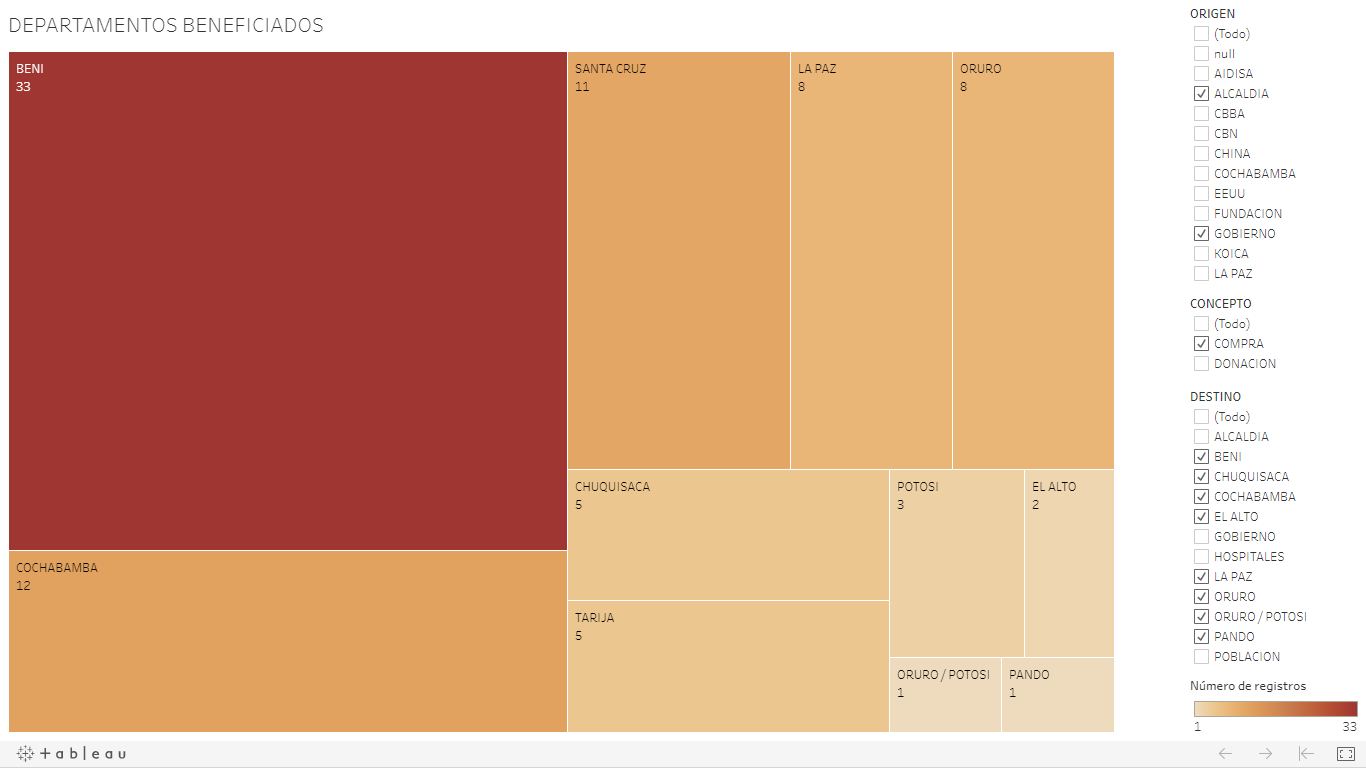 DEPARTAMENTOS BENEFICIADOS
BENI
33
SANTA CRUZ
11
LA PAZ
8
ORURO
8
COCHABAMBA
12
CHUQUISACA
5
TARIJA
5
POTOSI
3
EL ALTO
2
ORURO / POTOSI
1
PANDO
1
ORIGEN
(Todo)
null
AIDISA
ALCALDIA
CBBA
CBN
CHINA
COCHABAMBA
EEUU
FUNDACION
GOBIERNO
KOICA
LA PAZ
CONCEPTO
(Todo)
COMPRA
DONACION
DESTINO
(Todo)
ALCALDIA
BENI
CHUQUISACA
COCHABAMBA
EL ALTO
GOBIERNO
HOSPITALES
LA PAZ
ORURO
ORURO / POTOSI
PANDO
POBLACION
Número de registros
1 33
+ a b l e a u